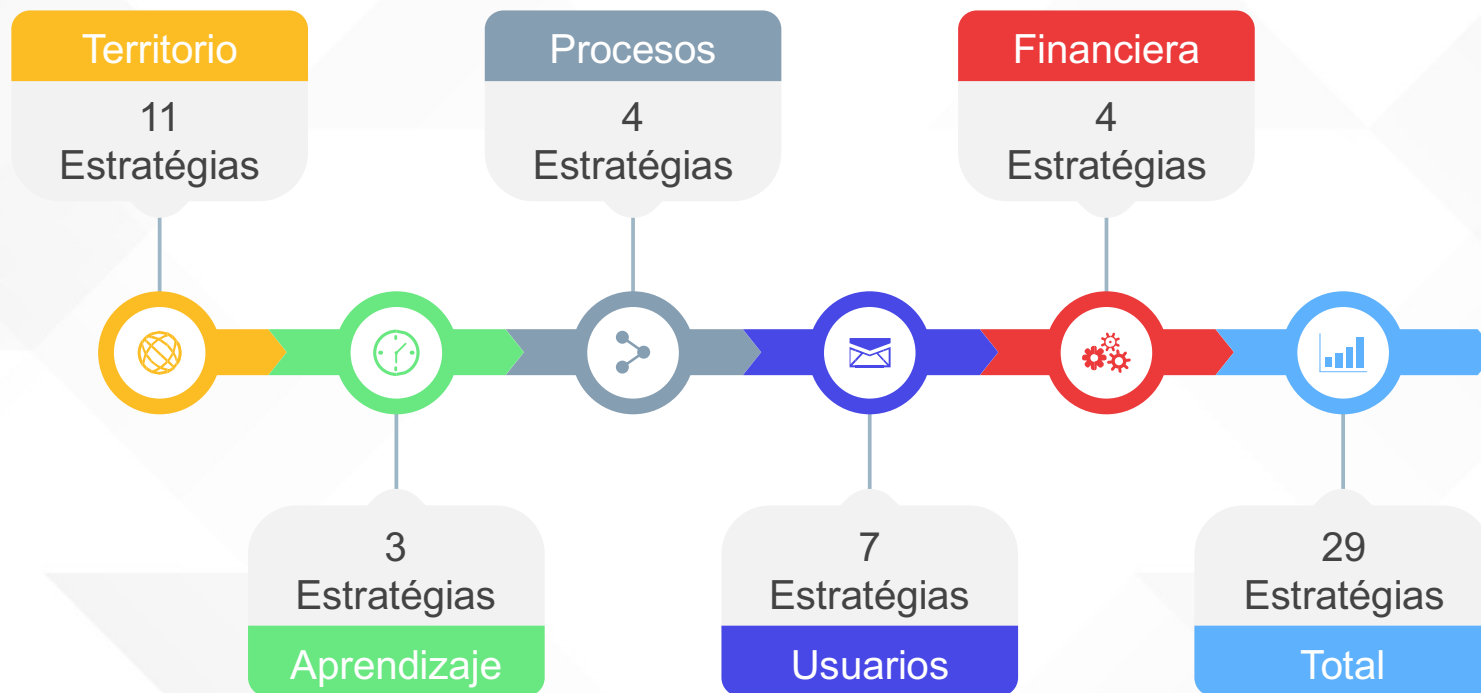 Territorio
11
Estratégias
Procesos
4
Estratégias
Financiera
4
Estratégias
3
Estratégias
Aprendizaje
7
Estratégias
Usuarios
29
Estratégias
Total